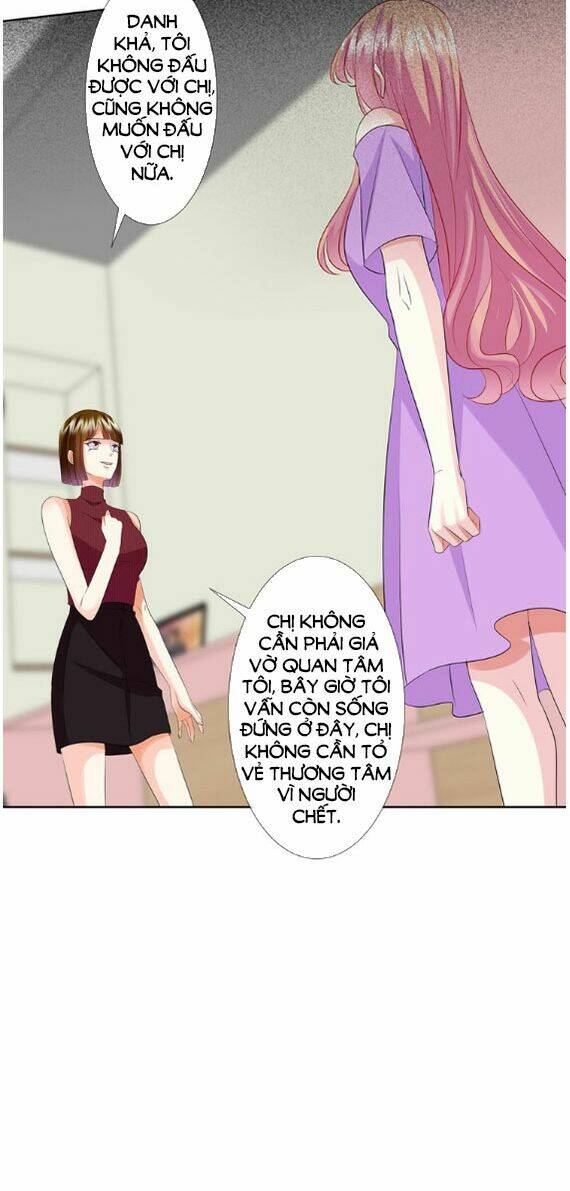 DANH
KHẢ, TÔI
KHÔNG ĐẤU
ĐƯỢC VỚI CHỊ,
CŨNG KHÔNG
MUỐN ĐẤU
VỚI CHỊ
NỮA.
CHỊ KHÔNG
CẦN PHẢI GIẢ
VỜ QUAN TÂM
TÔI, BÂY GIỜ TÔI
VẪN CÒN SỐNG
ĐỨNG Ở ĐÂY, CHỊ
KHÔNG CẦN TỎ
VẺ THƯƠNG TÂM
VÌ NGƯỜI
CHẾT.